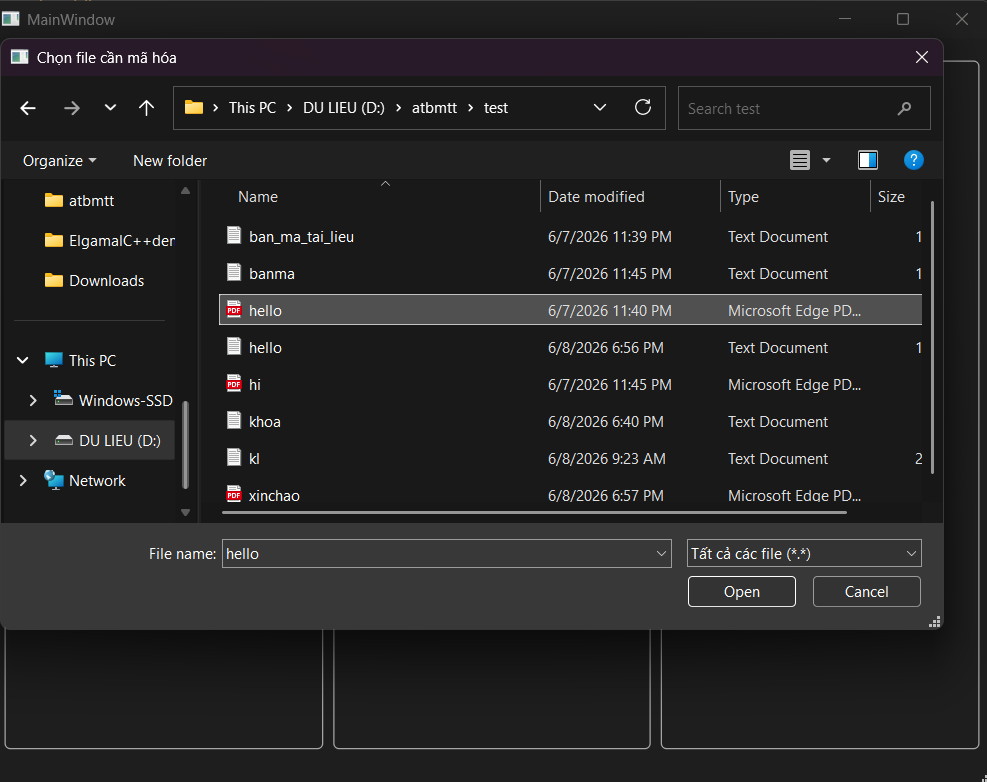 MainWindow
Chọn file cần mã hóa
This PC > DU LIEU (D:) > atbmtt > test
Search test
Organize
New folder
atbmtt
ElgamalC++der
Downloads
This PC
Windows-SSD
DU LIEU (D:)
Network
Name Date modified Type Size
ban_ma_tai_lieu 6/7/2026 11:39 PM Text Document 1
banma 6/7/2026 11:45 PM Text Document 1
PDF hello 6/7/2026 11:40 PM Microsoft Edge PD...
hello 6/8/2026 6:56 PM Text Document 1
PDF hi 6/7/2026 11:45 PM Microsoft Edge PD...
khoa 6/8/2026 6:40 PM Text Document
kl 6/8/2026 9:23 AM Text Document 2
PDF xinchao 6/8/2026 6:57 PM Microsoft Edge PD...
File name: hello
Tất cả các file (*.*)
Open
Cancel